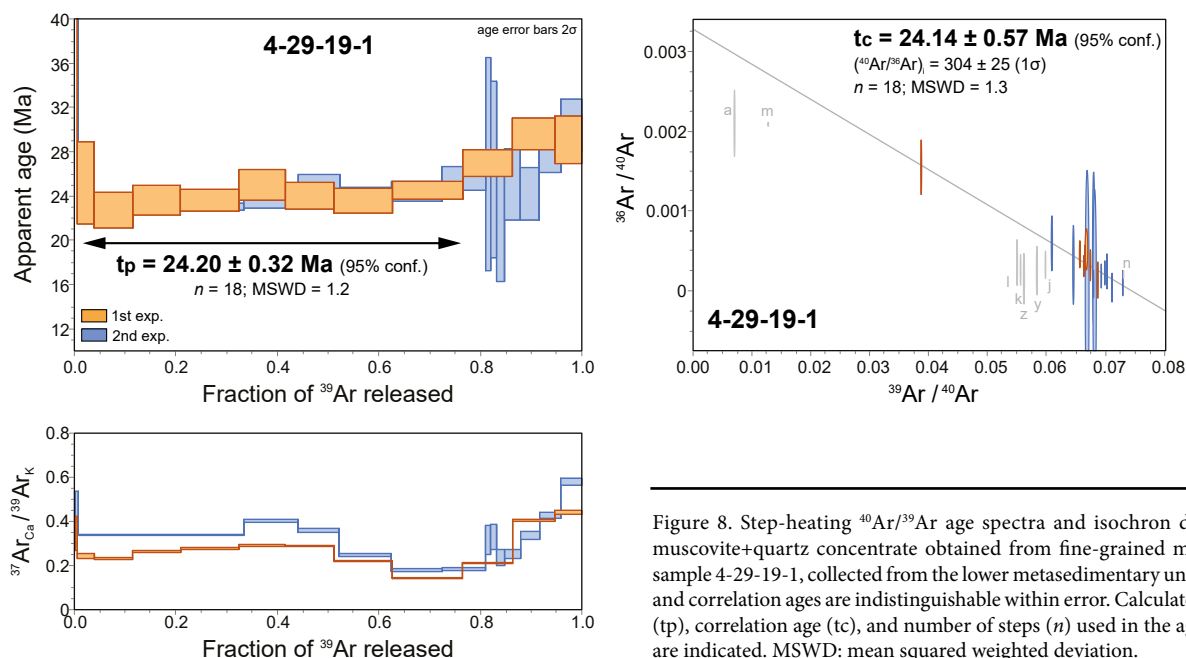 4-29-19-1
age error bars 2σ
40
36
32
28
24
20
16
12
Apparent age (Ma)
tp = 24.20 ± 0.32 Ma (95% conf.)
n = 18; MSWD = 1.2
1st exp.
2nd exp.
0.0 0.2 0.4 0.6 0.8 1.0
Fraction of ³⁹Ar released
tc = 24.14 ± 0.57 Ma (95% conf.)
(⁴⁰Ar/³⁶Ar)ᵢ = 304 ± 25 (1σ)
n = 18; MSWD = 1.3
0.003
0.002
0.001
0
³⁶Ar / ⁴⁰Ar
a
m
l
k
z
y
j
n
4-29-19-1
0.00 0.01 0.02 0.03 0.04 0.05 0.06 0.07 0.08
³⁹Ar / ⁴⁰Ar
0.8
0.6
0.4
0.2
0
³⁷Ar_Ca / ³⁹Ar_K
0.0 0.2 0.4 0.6 0.8 1.0
Fraction of ³⁹Ar released
Figure 8. Step-heating ⁴⁰Ar/³⁹Ar age spectra and isochron d
muscovite+quartz concentrate obtained from fine-grained m
sample 4-29-19-1, collected from the lower metasedimentary un
and correlation ages are indistinguishable within error. Calculate
(tp), correlation age (tc), and number of steps (n) used in the ag
are indicated. MSWD: mean squared weighted deviation.